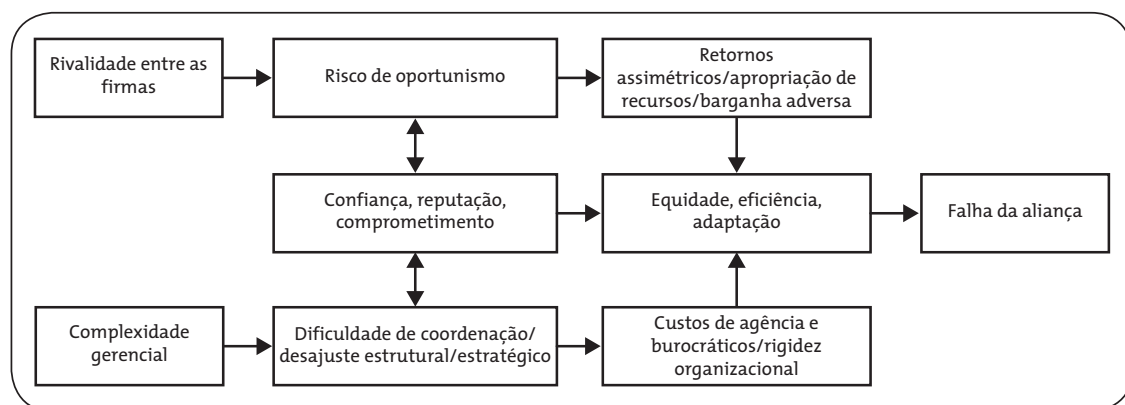 Rivalidade entre as
firmas
Risco de oportunismo
Retornos
assimétricos/apropriação de
recursos/barganha adversa
Confiança, reputação,
comprometimento
Equidade, eficiência,
adaptação
Falha da aliança
Complexidade
gerencial
Dificuldade de coordenação/
desajuste estrutural/estratégico
Custos de agência e
burocráticos/rigidez
organizacional